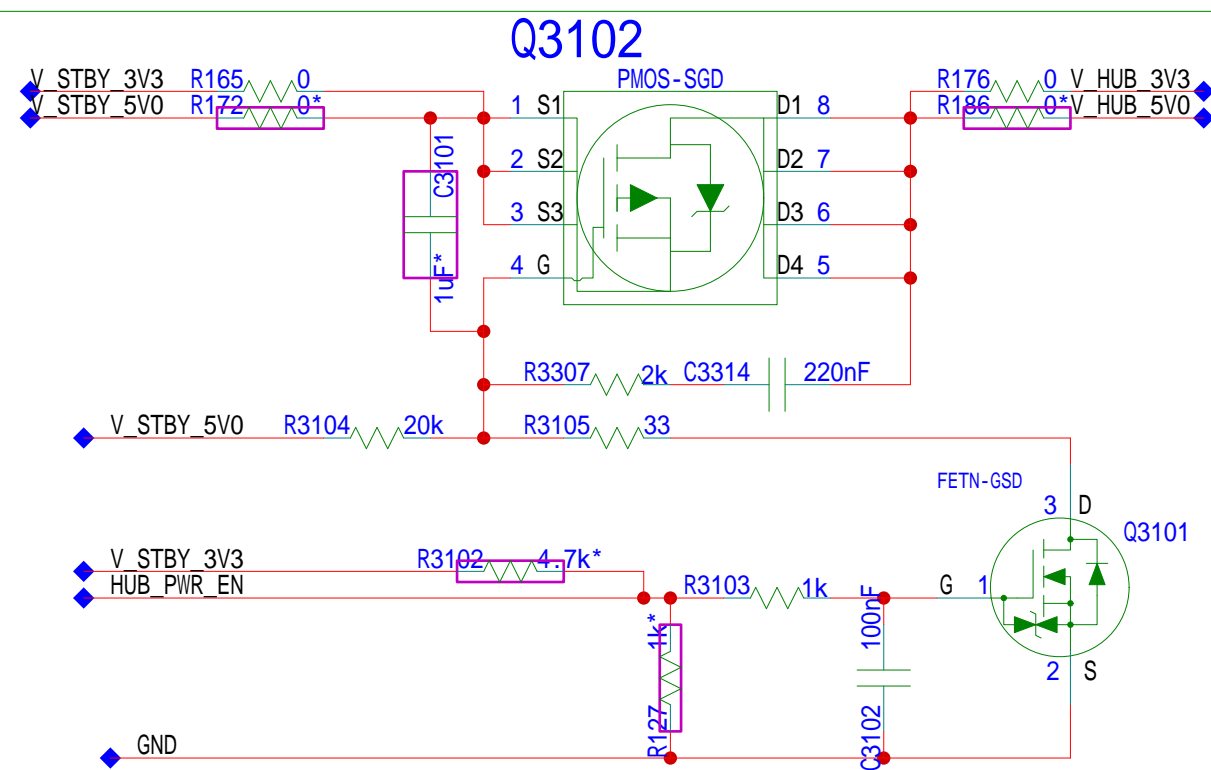 Q3102
V_STBY_3V3 R165 0 PMOS-SGD R176 0 V_HUB_3V3
V_STBY_5V0 R172 0* R186 0* V_HUB_5V0
1 S1 D1 8
C3101
2 S2 D2 7
3 S3 D3 6
1uF*
4 G D4 5
R3307 2k C3314 220nF
V_STBY_5V0 R3104 20k R3105 33
FETN-GSD
3 D
Q3101
V_STBY_3V3 R3102 4.7k*
HUB_PWR_EN R3103 1k G 1
100nF
1k*
2 S
R127
C3102
GND